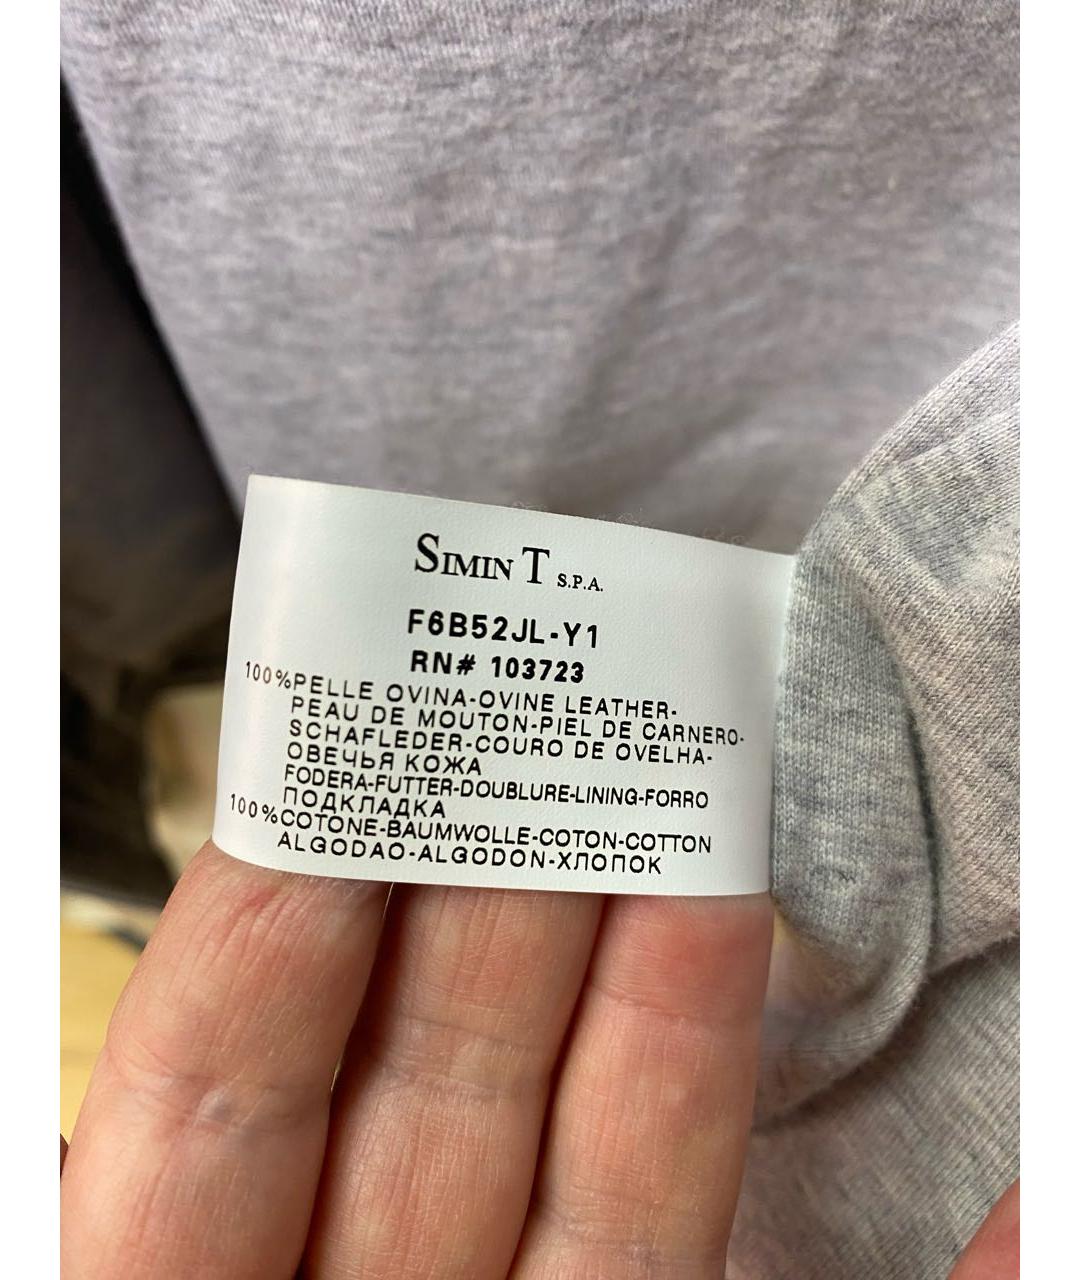 SIMIN T S.P.A.
F6B52JL-Y1
RN# 103723
100%PELLE OVINA-OVINE LEATHER-
PEAU DE MOUTON-PIEL DE CARNERO-
SCHAFLEDER-COURO DE OVELHA-
ОВЕЧЬЯ КОЖА
FODERA-FUTTER-DOUBLURE-LINING-FORRO
ПОДКЛАДКА
100%COTONE-BAUMWOLLE-COTON-COTTON
ALGODAO-ALGODON-ХЛОПОК